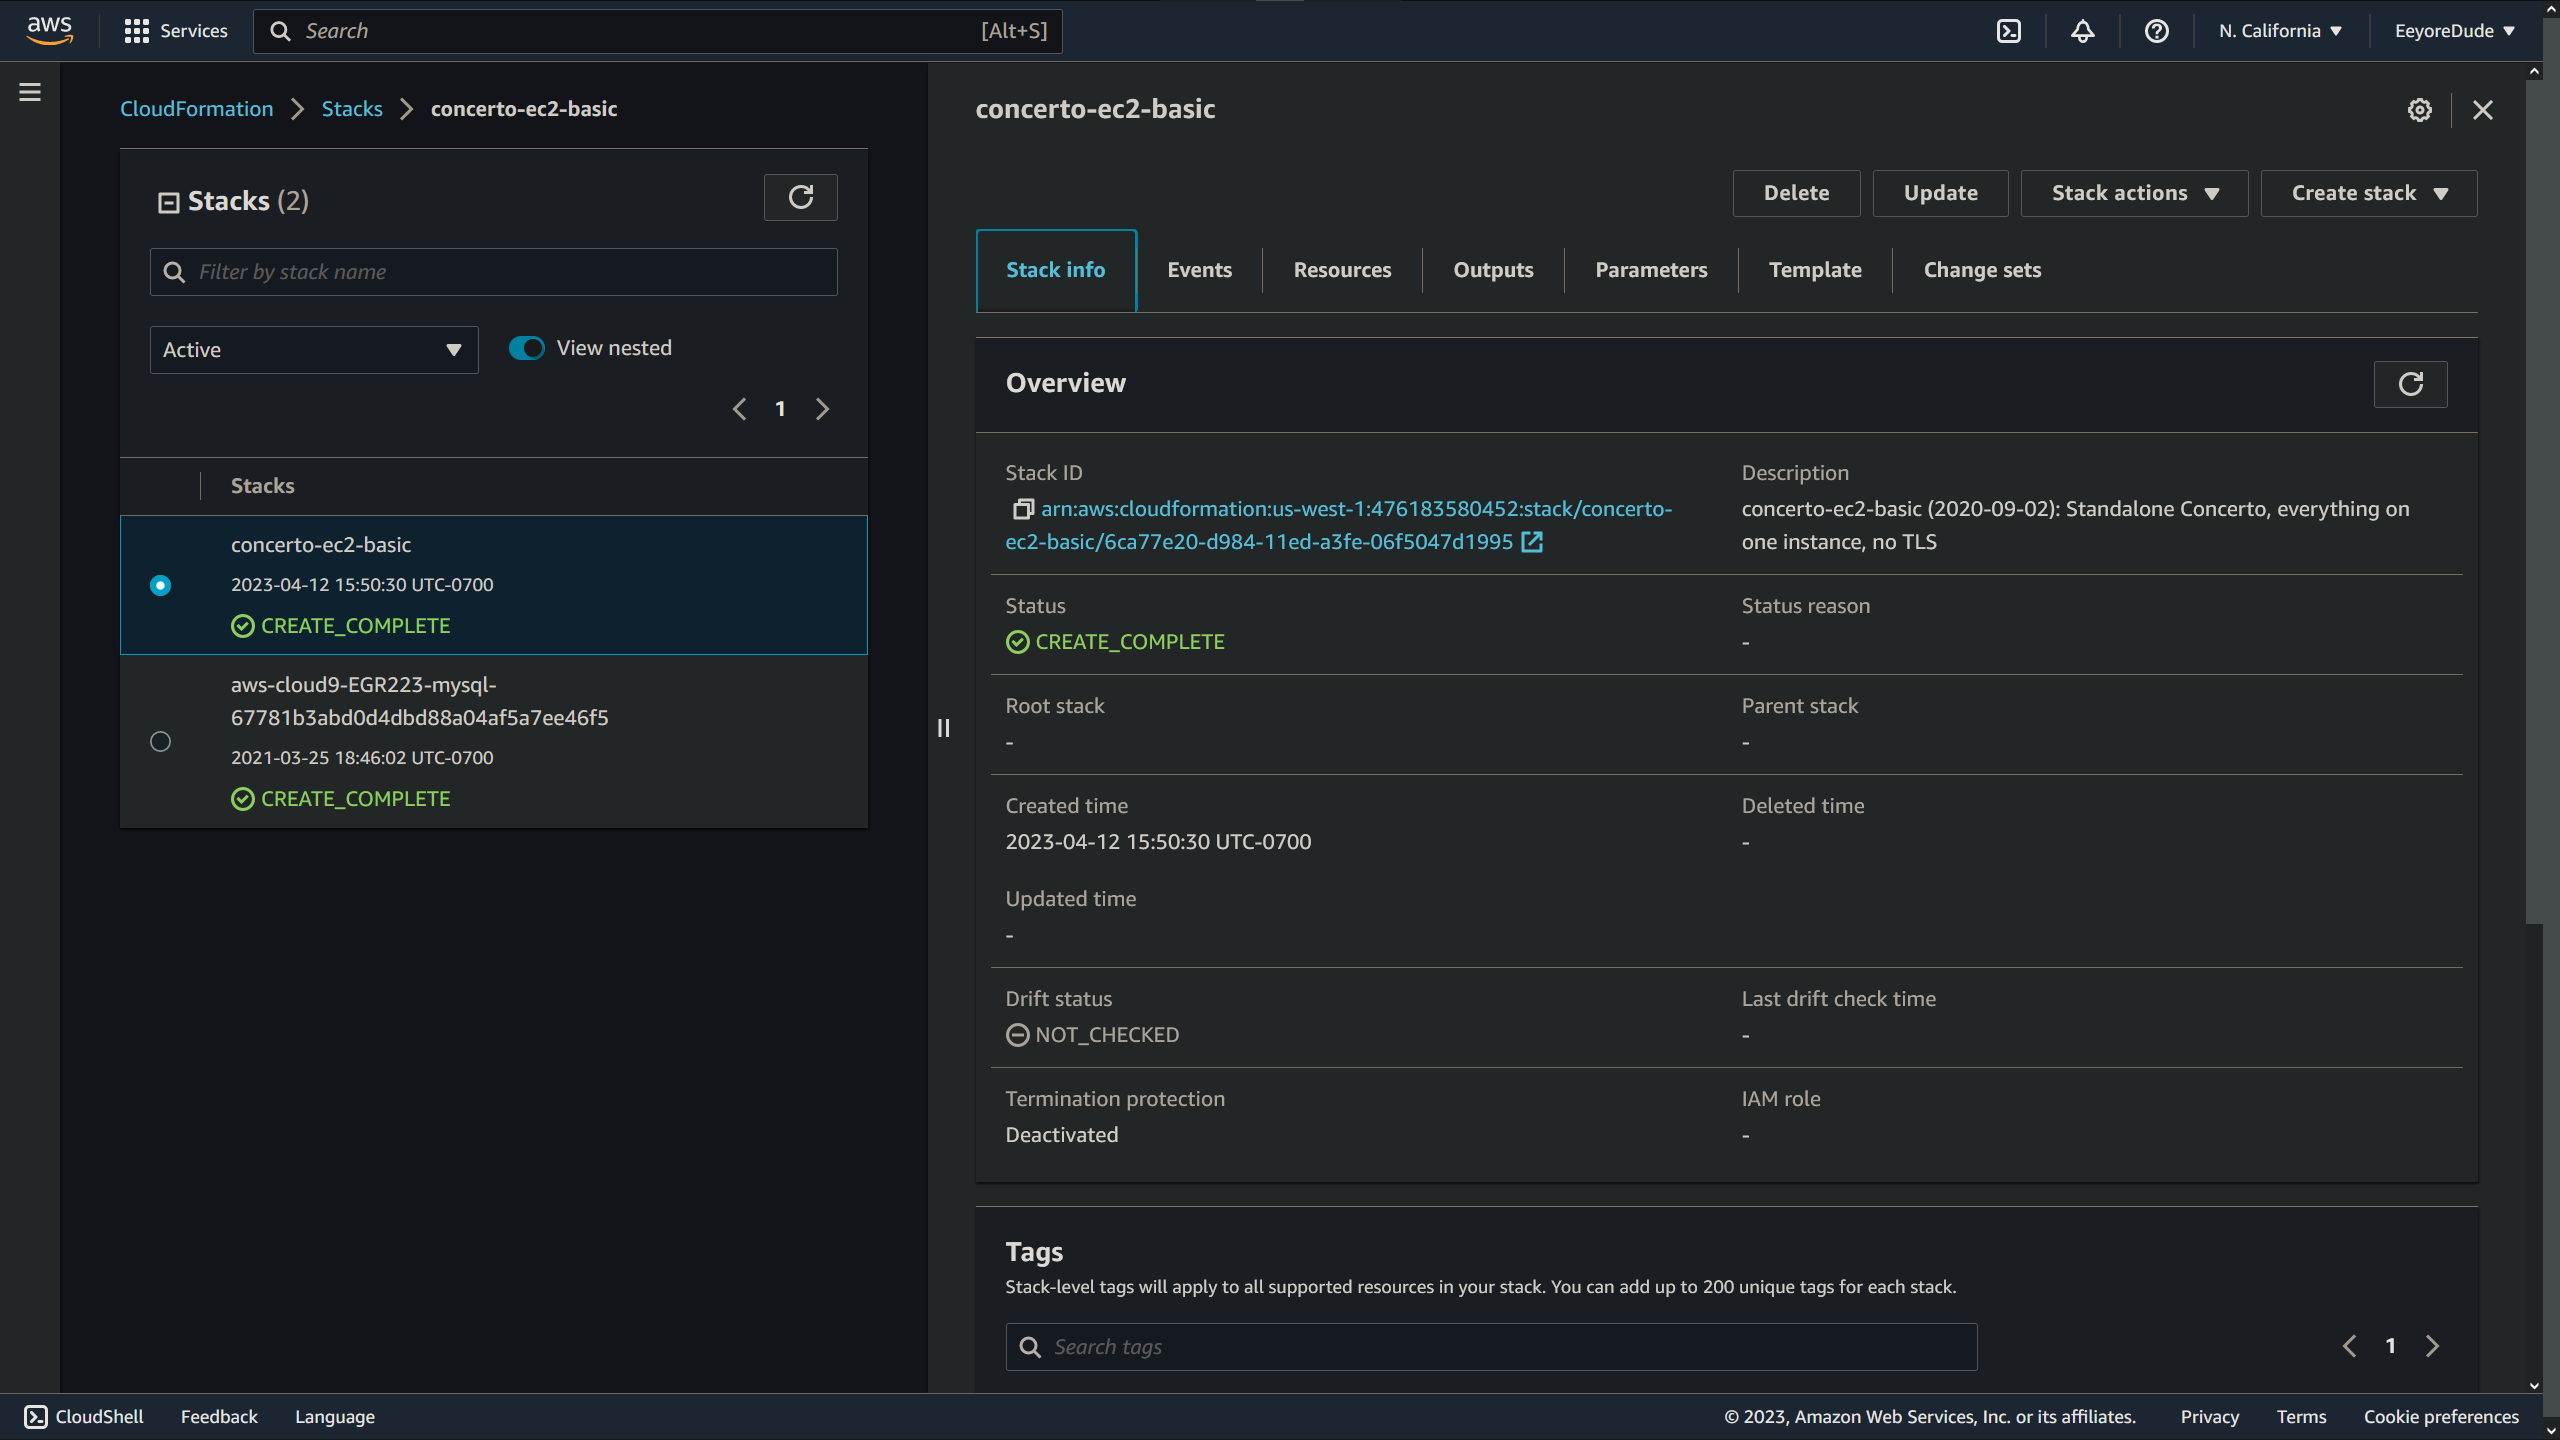 aws
Services
Search
[Alt+S]
N. California
EeyoreDude
CloudFormation
Stacks
concerto-ec2-basic
Stacks (2)
Filter by stack name
Active
View nested
1
Stacks
concerto-ec2-basic
2023-04-12 15:50:30 UTC-0700
CREATE_COMPLETE
aws-cloud9-EGR223-mysql-
67781b3abd0d4dbd88a04af5a7ee46f5
2021-03-25 18:46:02 UTC-0700
CREATE_COMPLETE
concerto-ec2-basic
Delete
Update
Stack actions
Create stack
Stack info
Events
Resources
Outputs
Parameters
Template
Change sets
Overview
Stack ID
arn:aws:cloudformation:us-west-1:476183580452:stack/concerto-
ec2-basic/6ca77e20-d984-11ed-a3fe-06f5047d1995
Description
concerto-ec2-basic (2020-09-02): Standalone Concerto, everything on
one instance, no TLS
Status
CREATE_COMPLETE
Status reason
-
Root stack
-
Parent stack
-
Created time
2023-04-12 15:50:30 UTC-0700
Deleted time
-
Updated time
-
Drift status
NOT_CHECKED
Last drift check time
-
Termination protection
Deactivated
IAM role
-
Tags
Stack-level tags will apply to all supported resources in your stack. You can add up to 200 unique tags for each stack.
Search tags
1
CloudShell
Feedback
Language
© 2023, Amazon Web Services, Inc. or its affiliates.
Privacy
Terms
Cookie preferences